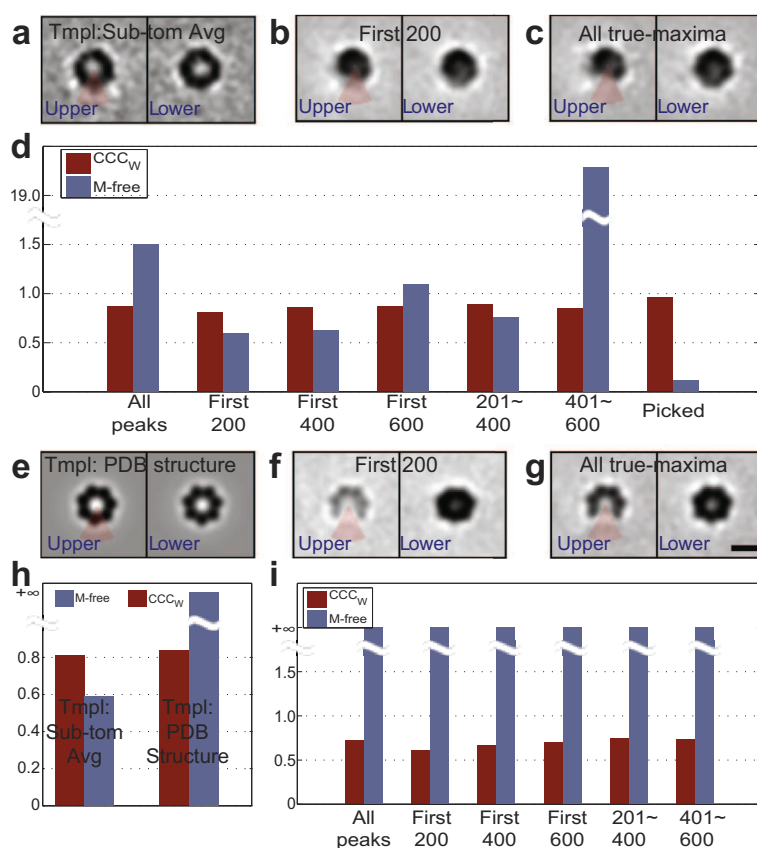 a Tmpl:Sub-tom Avg b First 200 c All true-maxima
Upper Lower Upper Lower Upper Lower
d
CCCW
M-free
19.0
1.5
1.0
0.5
0
All peaks
First 200
First 400
First 600
201~ 400
401~ 600
Picked
e Tmpl: PDB structure f First 200 g All true-maxima
Upper Lower Upper Lower Upper Lower
h
M-free CCCW
+∞
0.8
0.6
0.4
0.2
0
Tmpl:
Sub-tom
Avg
Tmpl:
PDB
Structure
i
CCCW
M-free
+∞
1.5
1.0
0.5
0
All peaks
First 200
First 400
First 600
201~ 400
401~ 600